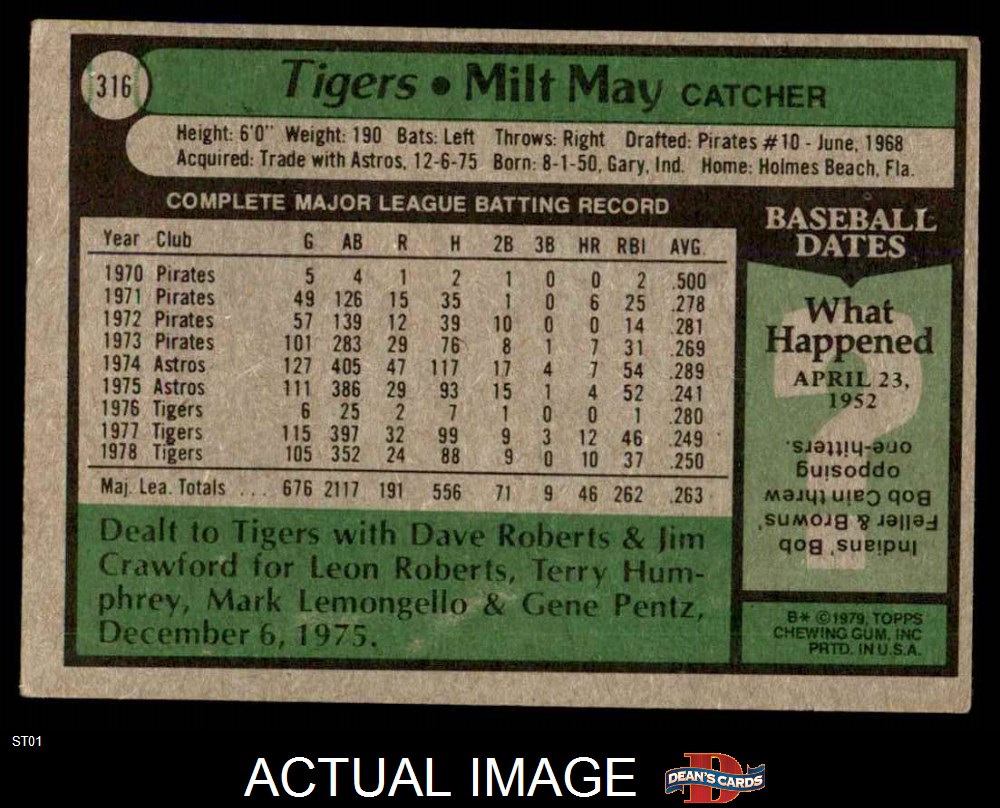 316
Tigers • Milt May CATCHER
Height: 6'0" Weight: 190 Bats: Left Throws: Right Drafted: Pirates #10 - June, 1968
Acquired: Trade with Astros, 12-6-75 Born: 8-1-50, Gary, Ind. Home: Holmes Beach, Fla.
COMPLETE MAJOR LEAGUE BATTING RECORD
Year Club G AB R H 2B 3B HR RBI AVG.
1970 Pirates 5 4 1 2 1 0 0 2 .500
1971 Pirates 49 126 15 35 1 0 6 25 .278
1972 Pirates 57 139 12 39 10 0 0 14 .281
1973 Pirates 101 283 29 76 8 1 7 31 .269
1974 Astros 127 405 47 117 17 4 7 54 .289
1975 Astros 111 386 29 93 15 1 4 52 .241
1976 Tigers 6 25 2 7 1 0 0 1 .280
1977 Tigers 115 397 32 99 9 3 12 46 .249
1978 Tigers 105 352 24 88 9 0 10 37 .250
Maj. Lea. Totals ... 676 2117 191 556 71 9 46 262 .263
Dealt to Tigers with Dave Roberts & Jim
Crawford for Leon Roberts, Terry Hum-
phrey, Mark Lemongello & Gene Pentz,
December 6, 1975.
BASEBALL
DATES
What
Happened
APRIL 23,
1952
Indians' Bob
Feller & Browns'
Bob Cain threw
opposing
one-hitters.
B* ©1979, TOPPS
CHEWING GUM, INC
PRTD. IN U.S.A.
ST01
ACTUAL IMAGE
DEAN'S CARDS